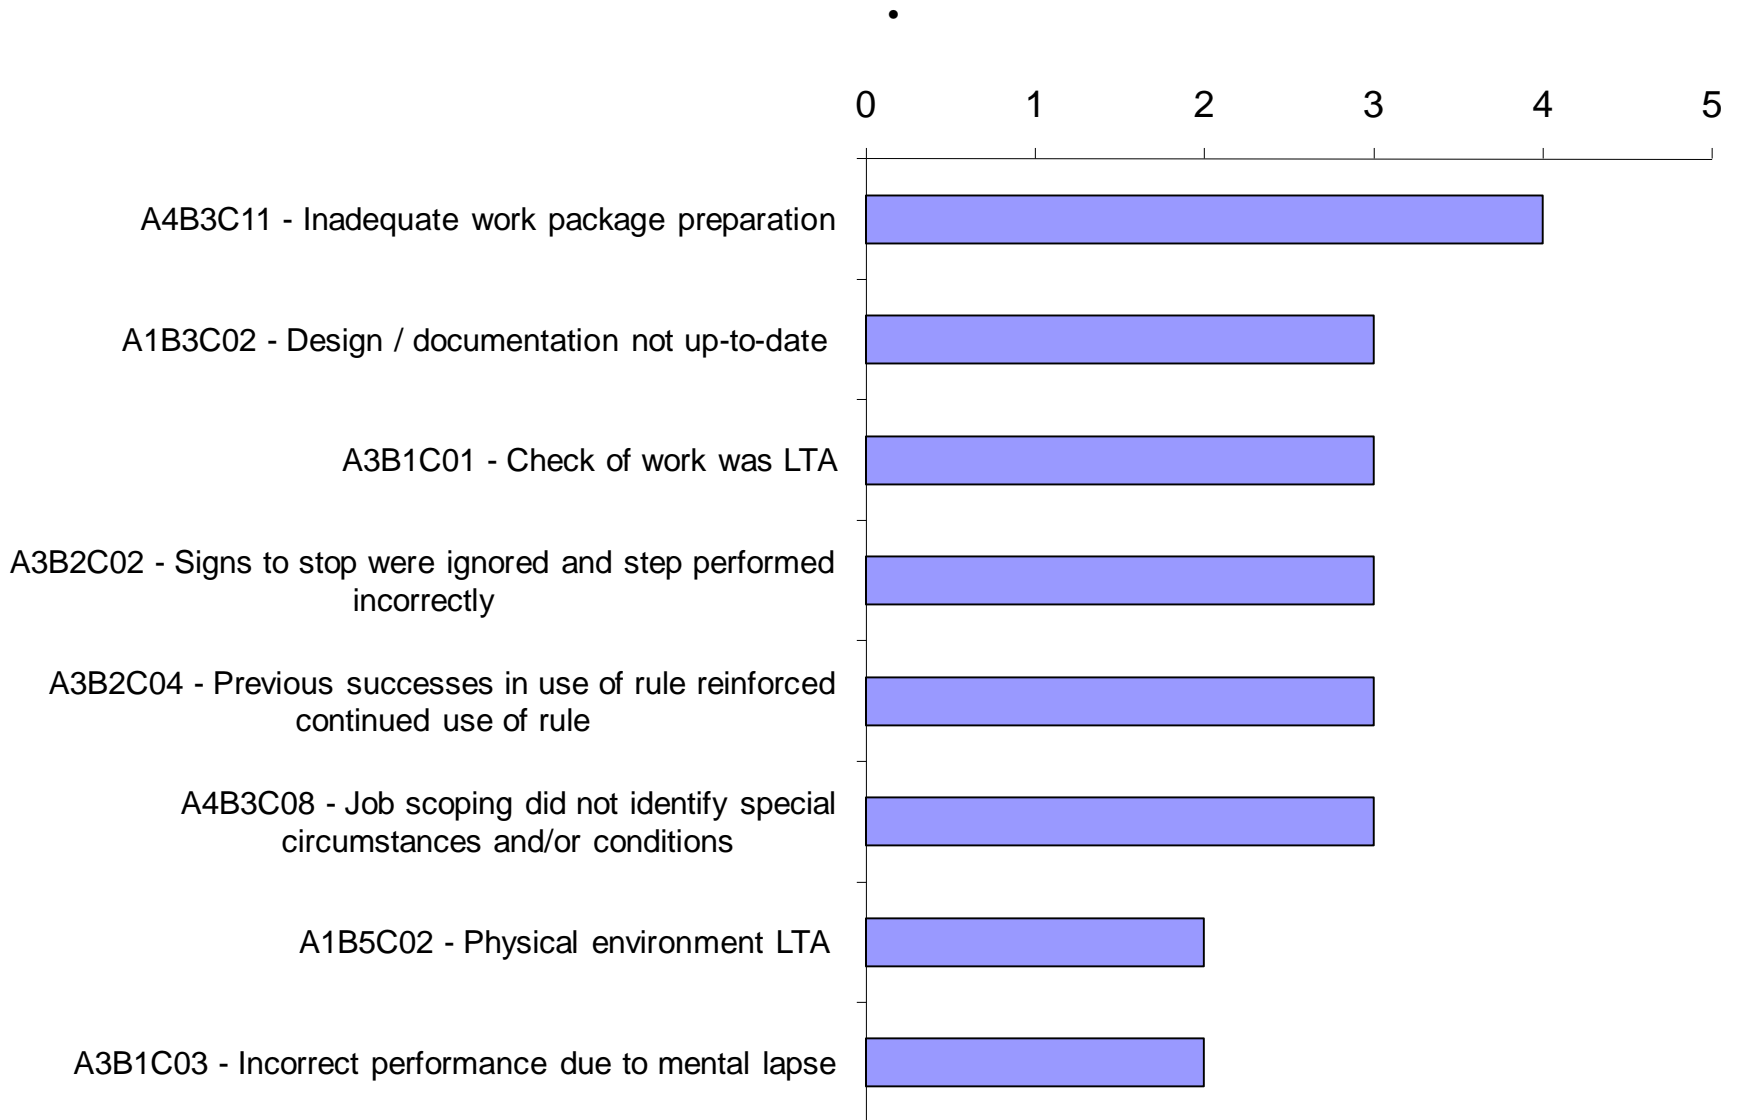 •
0 1 2 3 4 5
A4B3C11 - Inadequate work package preparation
A1B3C02 - Design / documentation not up-to-date
A3B1C01 - Check of work was LTA
A3B2C02 - Signs to stop were ignored and step performed
incorrectly
A3B2C04 - Previous successes in use of rule reinforced
continued use of rule
A4B3C08 - Job scoping did not identify special
circumstances and/or conditions
A1B5C02 - Physical environment LTA
A3B1C03 - Incorrect performance due to mental lapse